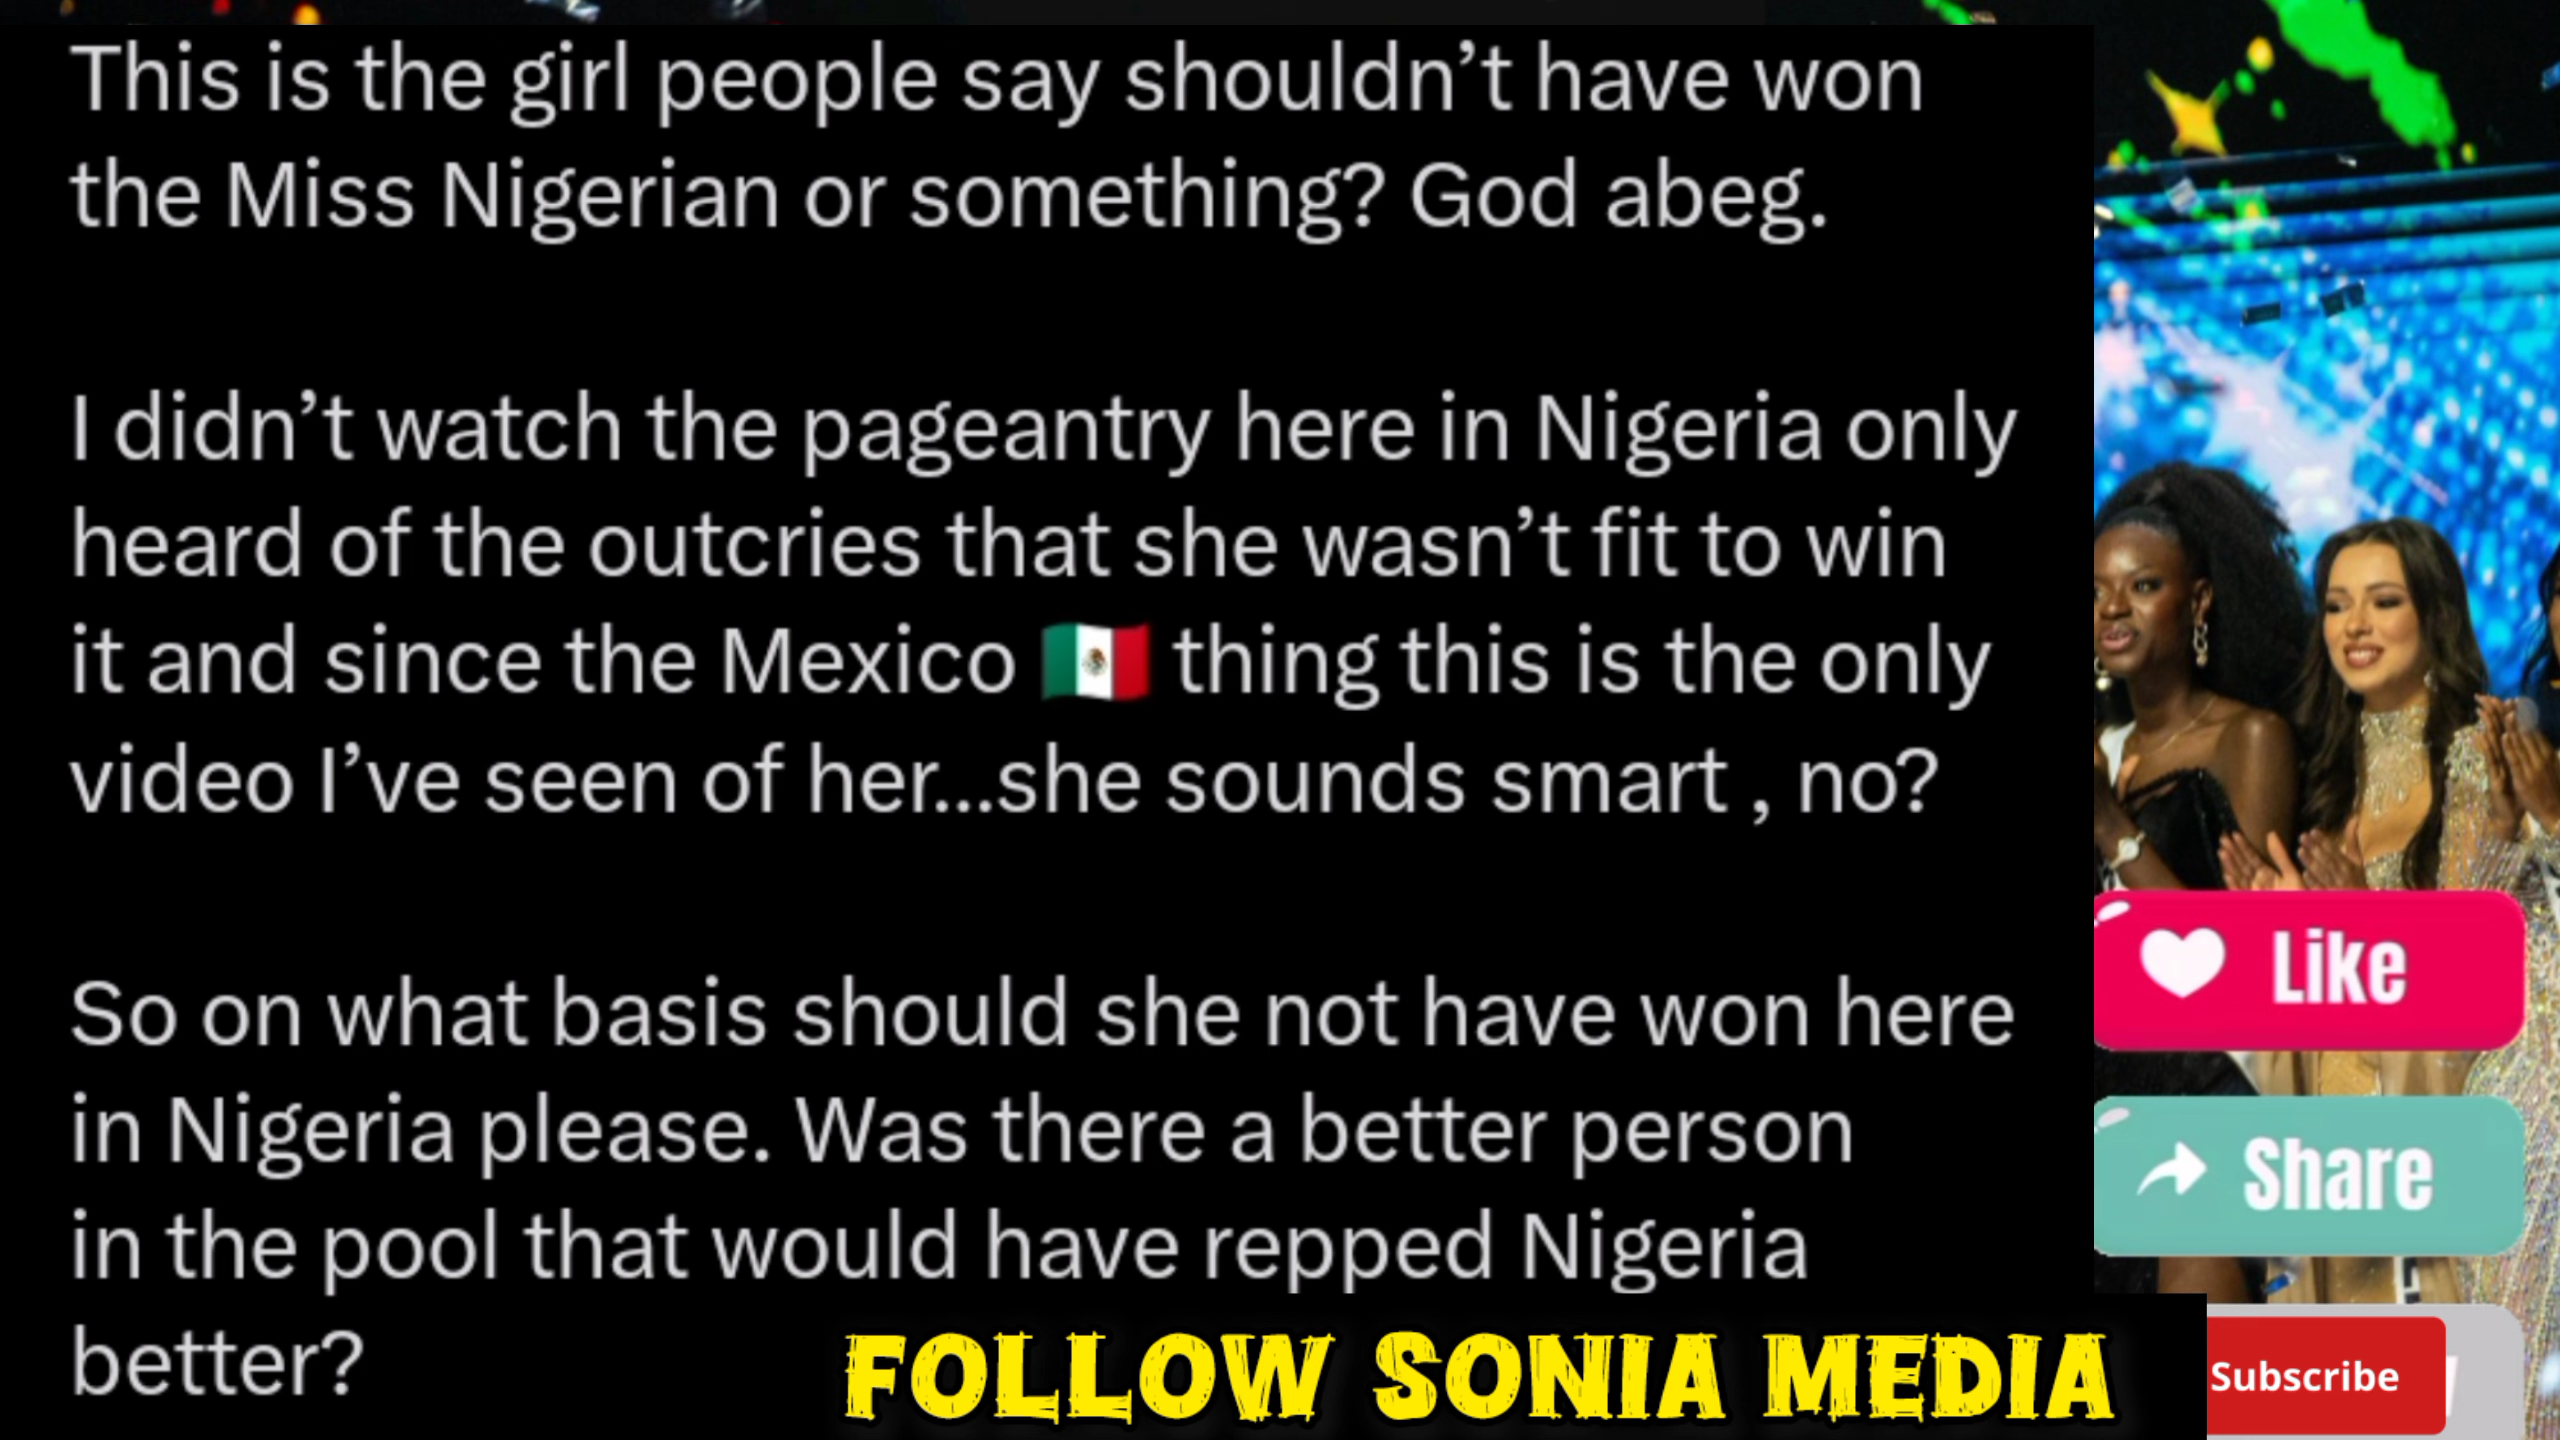 This is the girl people say shouldn’t have won
the Miss Nigerian or something? God abeg.
I didn’t watch the pageantry here in Nigeria only
heard of the outcries that she wasn’t fit to win
it and since the Mexico 🇲🇽 thing this is the only
video I’ve seen of her...she sounds smart , no?
So on what basis should she not have won here
in Nigeria please. Was there a better person
in the pool that would have repped Nigeria
better?
FOLLOW SONIA MEDIA
Like
Share
Subscribe